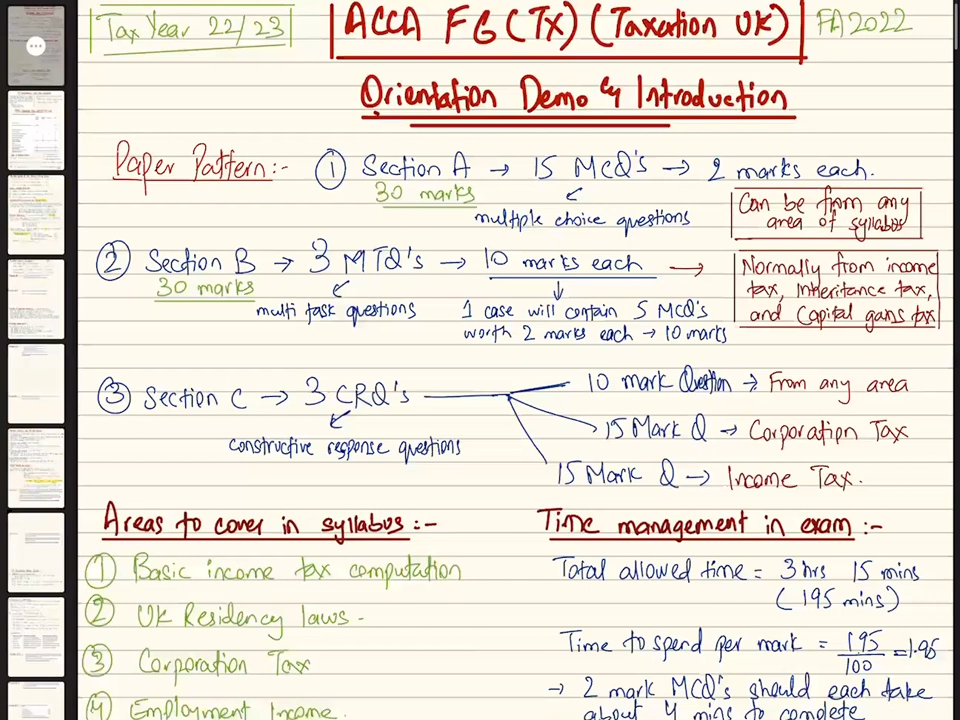 Tax Year 22/23
ACCA F6 (TX) (Taxation UK)
FA2022
Orientation Demo & Introduction
Paper Pattern:-
① Section A → 15 MCQ's → 2 marks each.
30 marks
multiple choice questions
Can be from any
area of syllabus
② Section B → 3 MTQ's → 10 marks each →
30 marks
multi task questions
1 case will contain 5 MCQ's
worth 2 marks each → 10 marks
Normally from income
tax, inheritance tax,
and Capital gains tax
③ Section C → 3 CRQ's
constructive response questions
10 mark Question → From any area
15 Mark Q → Corporation Tax
15 Mark Q → Income Tax.
Areas to cover in syllabus:-
① Basic income tax computation
② UK Residency laws.
③ Corporation Tax
④ Employment Income.
Time management in exam:-
Total allowed time = 3 hrs 15 mins
(195 mins)
Time to spend per mark = 195/100 = 1.95
→ 2 mark MCQ's should each take
about 4 mins to complete